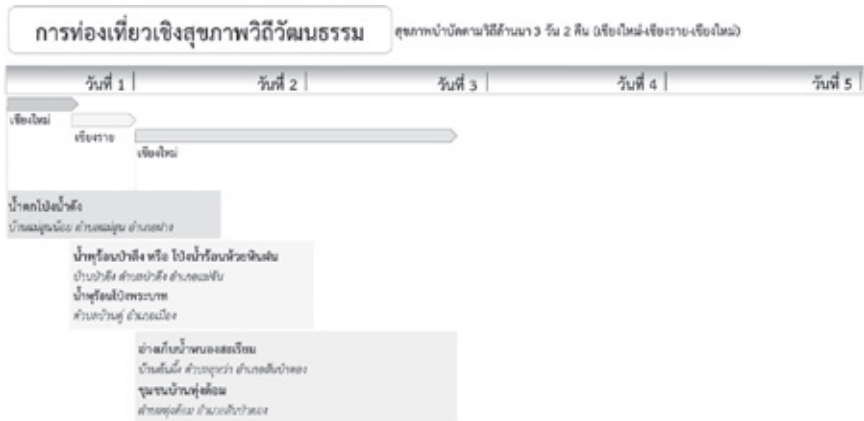 การท่องเที่ยวเชิงสุขภาพวิถีวัฒนธรรม
สุขภาพบำบัดตามวิถีล้านนา 3 วัน 2 คืน (เชียงใหม่-เชียงราย-เชียงใหม่)
วันที่ 1 วันที่ 2 วันที่ 3 วันที่ 4 วันที่ 5
เชียงใหม่
เชียงราย
เชียงใหม่
น้ำตกโป่งน้ำดัง
บ้านแม่สูนน้อย ตำบลแม่สูน อำเภอฝาง
น้ำพุร้อนป่าตึง หรือ โป่งน้ำร้อนห้วยหินฝน
บ้านป่าตึง ตำบลป่าตึง อำเภอแม่จัน
น้ำพุร้อนโป่งพระบาท
ตำบลบ้านดู่ อำเภอเมือง
อ่างเก็บน้ำหนองสะเรียม
บ้านต้นผึ้ง ตำบล อำเภอสันป่าตอง
ชุมชนบ้านทุ่งต้อม
ตำบลทุ่งต้อม อำเภอสันป่าตอง